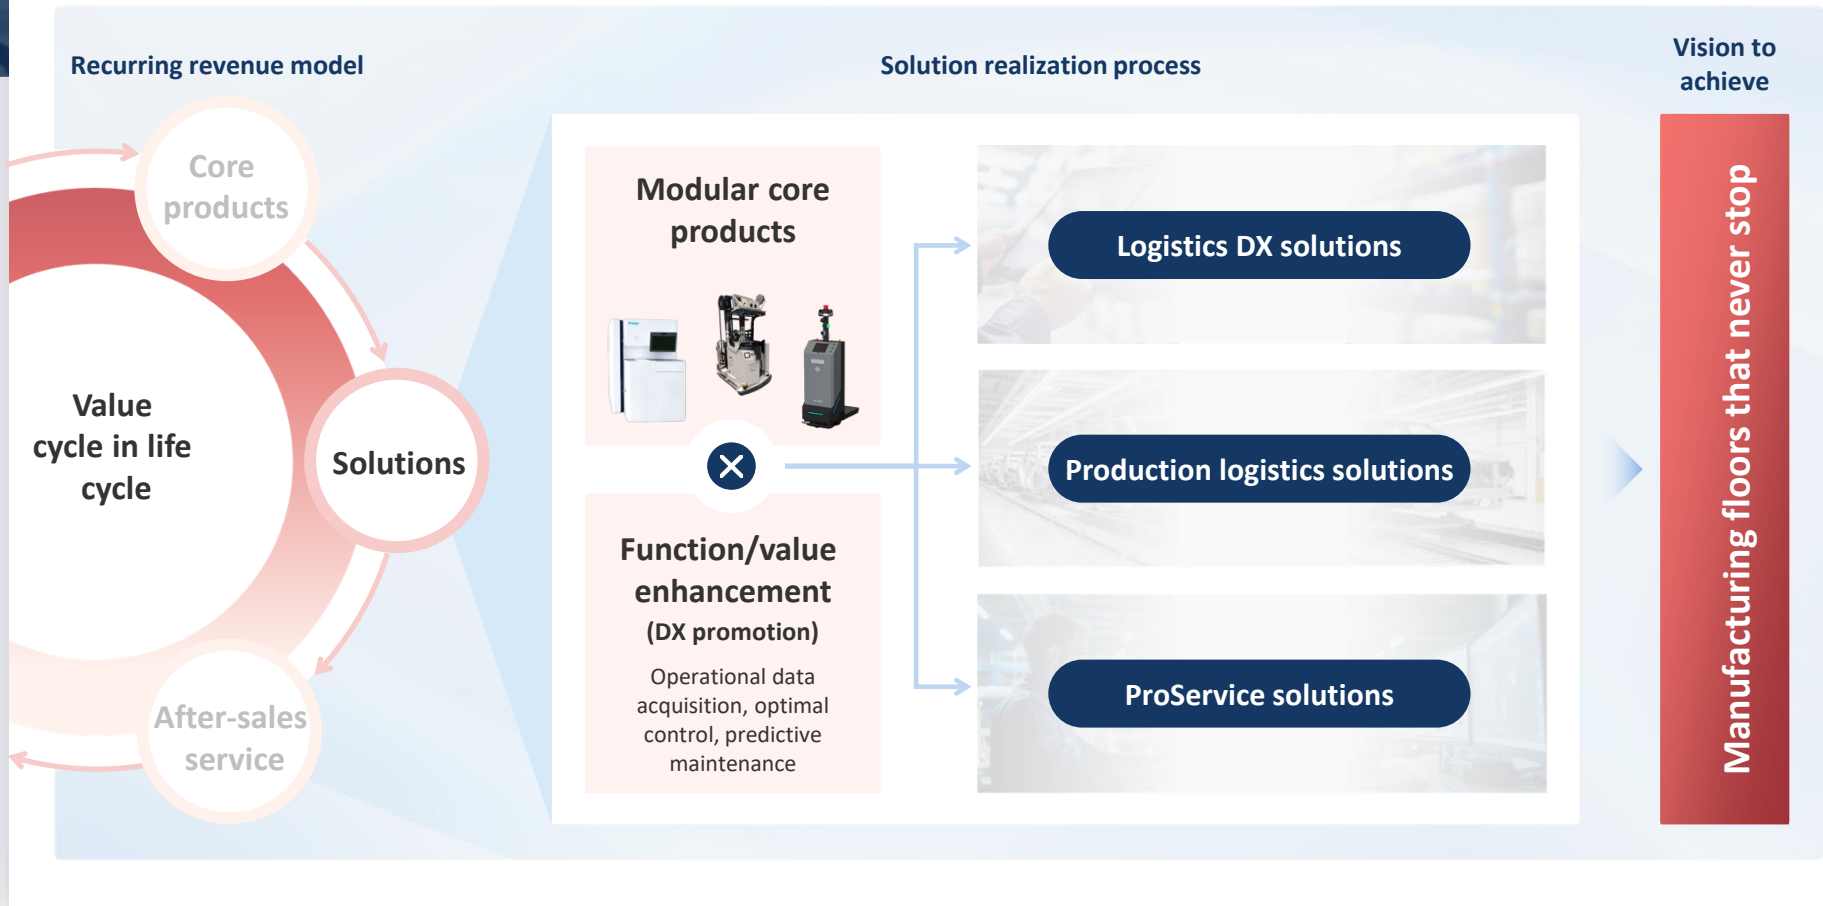 Recurring revenue model
Solution realization process
Vision to
achieve
Core
products
Value
cycle in life
cycle
Solutions
After-sales
service
Modular core
products
Function/value
enhancement
(DX promotion)
Operational data
acquisition, optimal
control, predictive
maintenance
Logistics DX solutions
Production logistics solutions
ProService solutions
Manufacturing floors that never stop